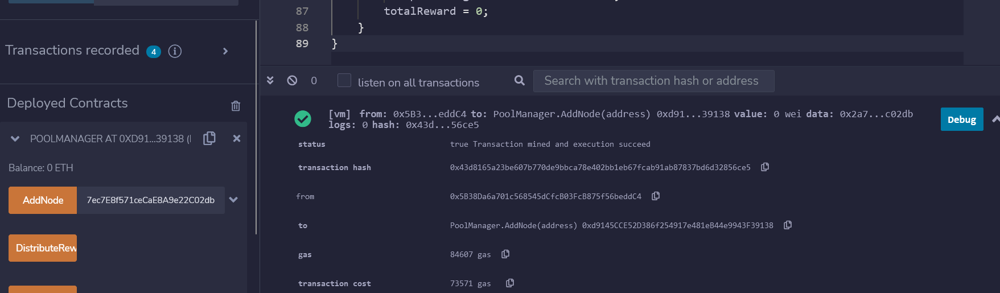 Transactions recorded 4 i
Deployed Contracts
POOLMANAGER AT 0XD91...39138 (
Balance: 0 ETH
AddNode 7ec7E8f571ceCaE8A9e22C02db
DistributeRew
87 totalReward = 0;
88 }
89 }
0 listen on all transactions Search with transaction hash or address
[vm] from: 0x5B3...eddC4 to: PoolManager.AddNode(address) 0xd91...39138 value: 0 wei data: 0x2a7...c02db
logs: 0 hash: 0x43d...56ce5
Debug
status true Transaction mined and execution succeed
transaction hash 0x43d8165a23be607b770de9bbca78e402bb1eb67fcab91ab87837bd6d32856ce5
from 0x5B38Da6a701c568545dCfcB03FcB875f56beddC4
to PoolManager.AddNode(address) 0xd9145CCE52D386f254917e481eB44e9943F39138
gas 84607 gas
transaction cost 73571 gas